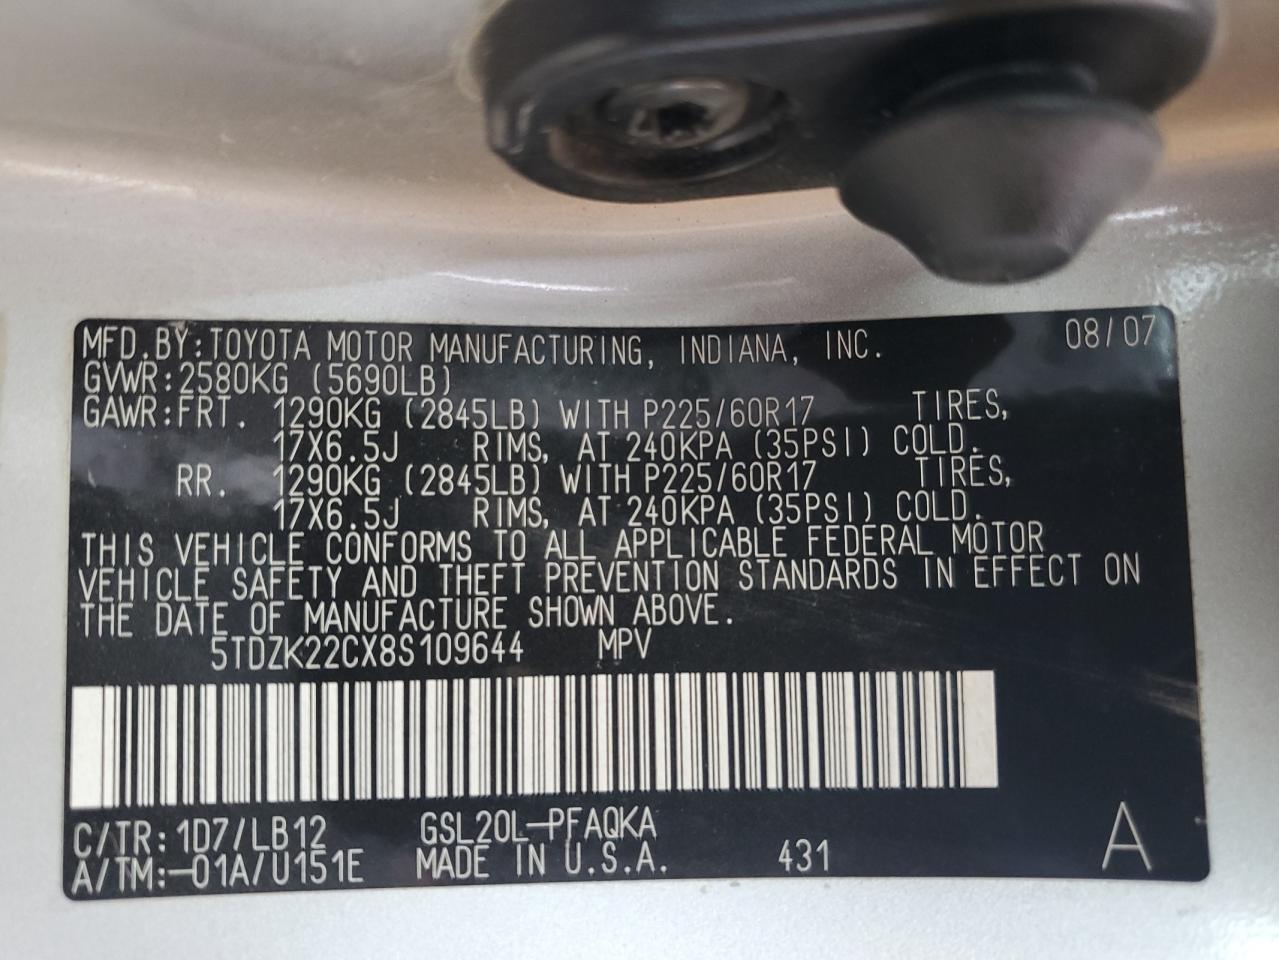 MFD.BY:TOYOTA MOTOR MANUFACTURING, INDIANA, INC. 08/07
GVWR:2580KG (5690LB)
GAWR:FRT. 1290KG (2845LB) WITH P225/60R17 TIRES,
17X6.5J RIMS, AT 240KPA (35PSI) COLD.
RR. 1290KG (2845LB) WITH P225/60R17 TIRES,
17X6.5J RIMS, AT 240KPA (35PSI) COLD.
THIS VEHICLE CONFORMS TO ALL APPLICABLE FEDERAL MOTOR
VEHICLE SAFETY AND THEFT PREVENTION STANDARDS IN EFFECT ON
THE DATE OF MANUFACTURE SHOWN ABOVE.
5TDZK22CX8S109644 MPV
C/TR:1D7/LB12 GSL20L-PFAQKA
A/TM:-01A/U151E MADE IN U.S.A. 431 A